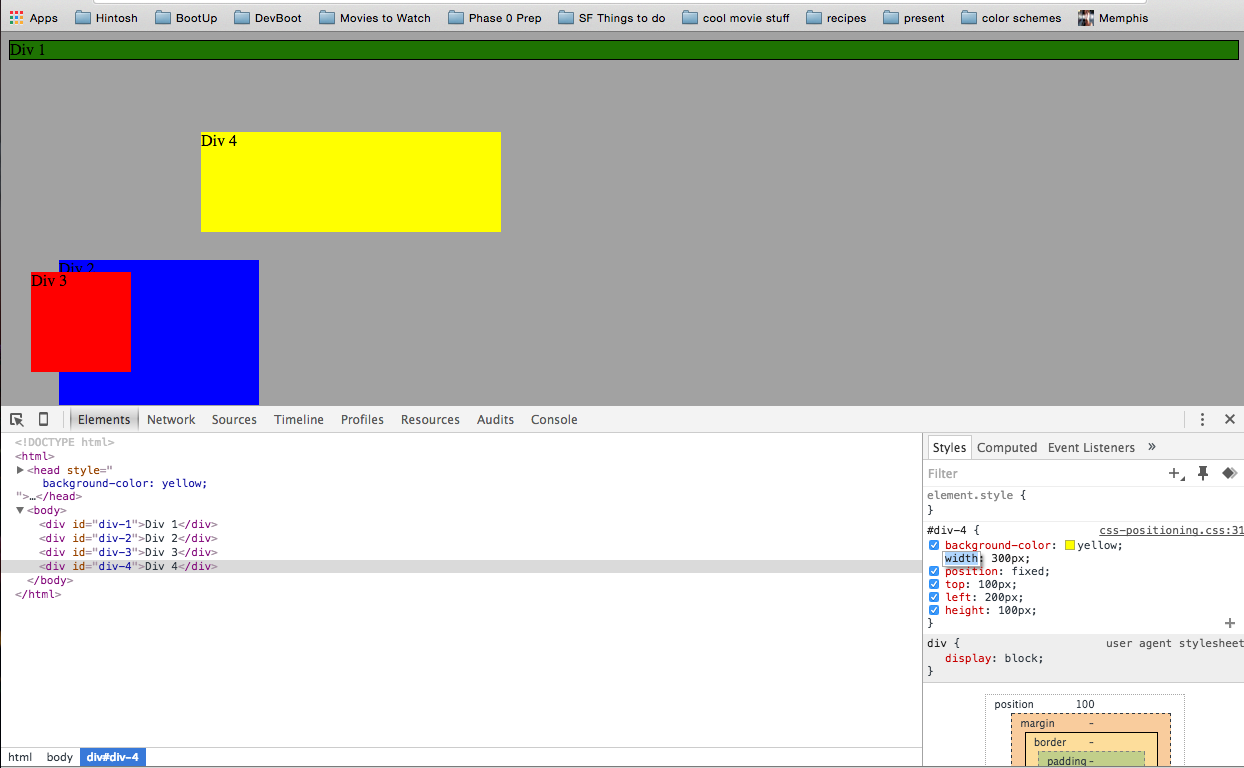 Apps Hintosh BootUp DevBoot Movies to Watch Phase 0 Prep SF Things to do cool movie stuff recipes present color schemes Memphis
Div 1
Div 4
Div 2
Div 3
Elements Network Sources Timeline Profiles Resources Audits Console
<!DOCTYPE html>
<html>
<head style="
background-color: yellow;
">…</head>
<body>
<div id="div-1">Div 1</div>
<div id="div-2">Div 2</div>
<div id="div-3">Div 3</div>
<div id="div-4">Div 4</div>
</body>
</html>
html body div#div-4
Styles Computed Event Listeners »
Filter
element.style {
}
#div-4 { css-positioning.css:31
background-color: yellow;
width: 300px;
position: fixed;
top: 100px;
left: 200px;
height: 100px;
}
div { user agent stylesheet
display: block;
}
position 100
margin -
border -
padding -